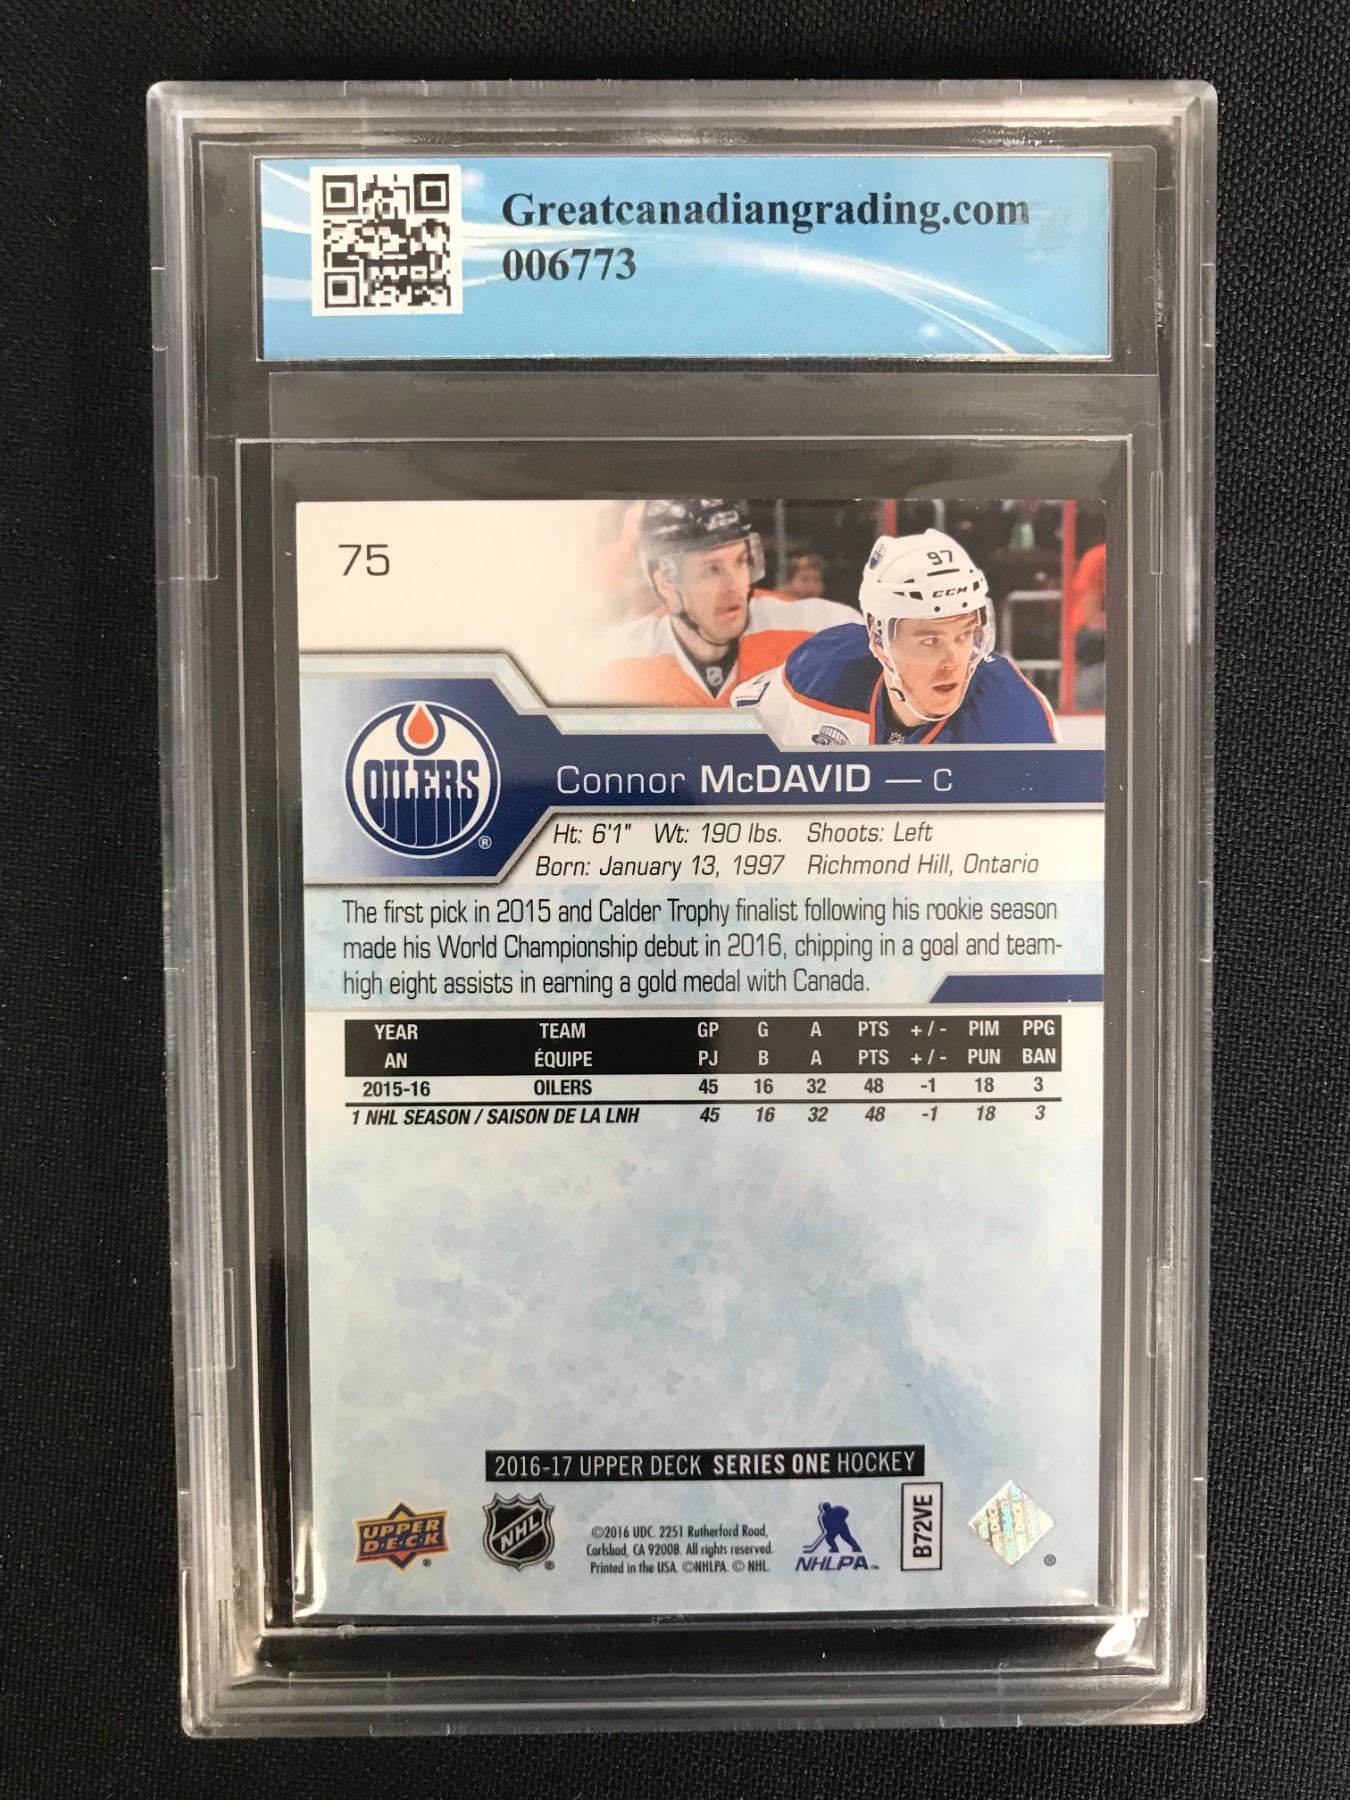 Greatcanadiangrading.com
006773
75
97
CCM
OILERS
®
Connor McDAVID — C
Ht: 6'1" Wt: 190 lbs. Shoots: Left
Born: January 13, 1997 Richmond Hill, Ontario
The first pick in 2015 and Calder Trophy finalist following his rookie season
made his World Championship debut in 2016, chipping in a goal and team-
high eight assists in earning a gold medal with Canada.
YEAR TEAM GP G A PTS + / - PIM PPG
AN ÉQUIPE PJ B A PTS + / - PUN BAN
2015-16 OILERS 45 16 32 48 -1 18 3
1 NHL SEASON / SAISON DE LA LNH 45 16 32 48 -1 18 3
2016-17 UPPER DECK SERIES ONE HOCKEY
UPPER
D·E·C·K
®
NHL
®
©2016 UDC. 2251 Rutherford Road,
Carlsbad, CA 92008. All rights reserved.
Printed in the USA. ©NHLPA. © NHL.
NHLPA™
B72VE
®